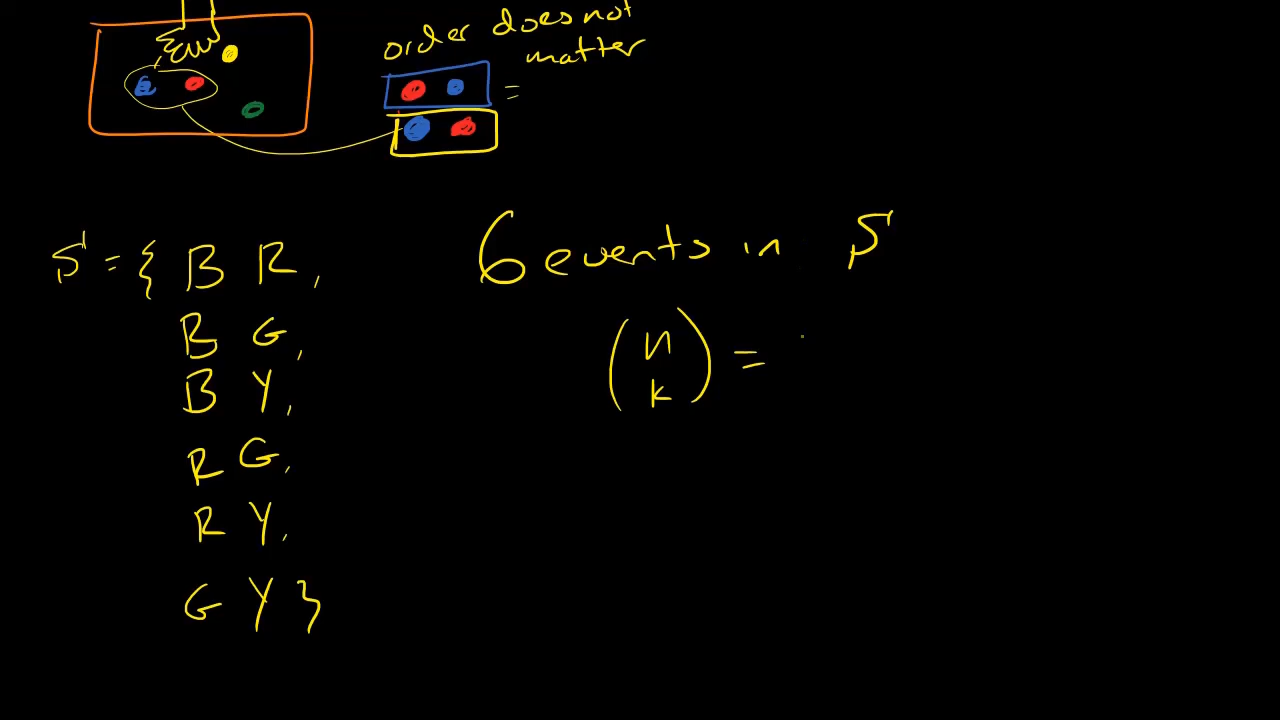 order does not
matter
=
S = { B R,
B G,
B Y,
R G,
R Y,
G Y }
6 events in S
(n k) =